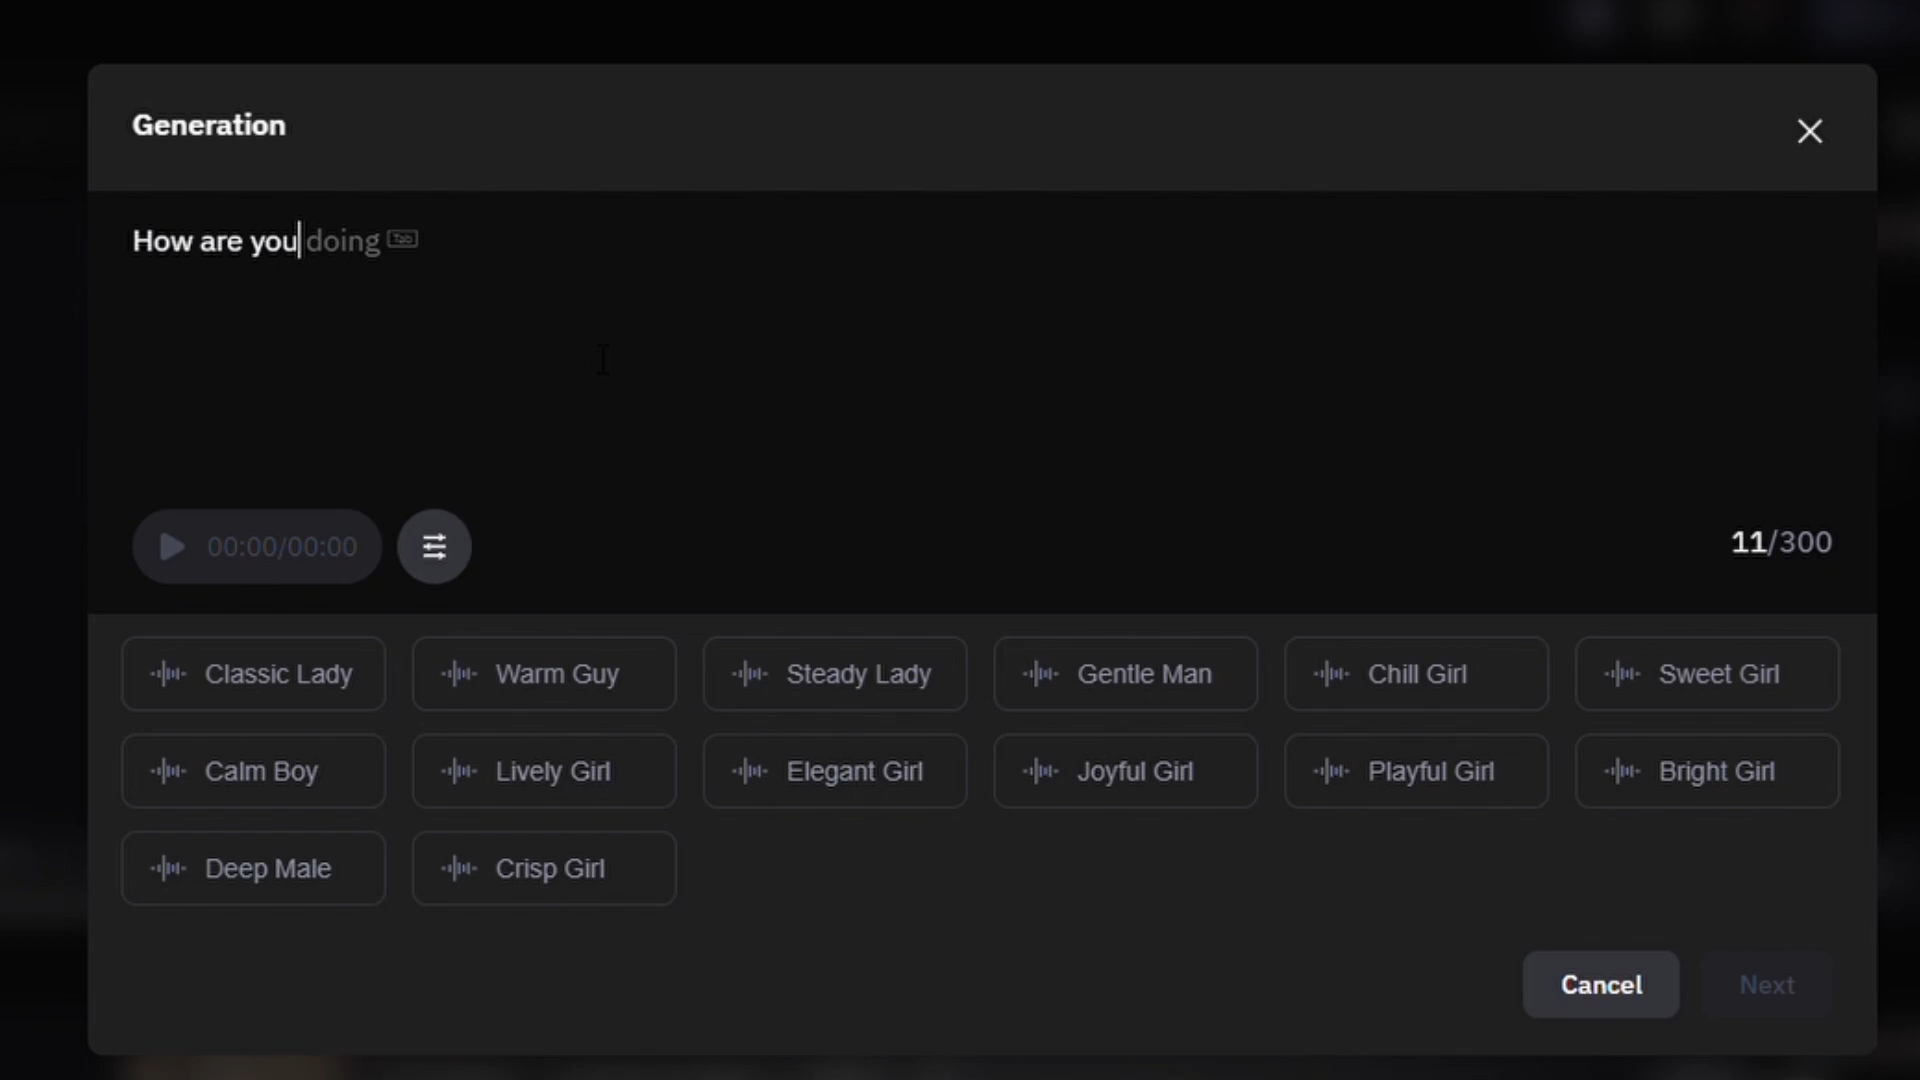 Generation
How are you doing Tab
00:00/00:00
11/300
Classic Lady Warm Guy Steady Lady Gentle Man Chill Girl Sweet Girl
Calm Boy Lively Girl Elegant Girl Joyful Girl Playful Girl Bright Girl
Deep Male Crisp Girl
Cancel Next